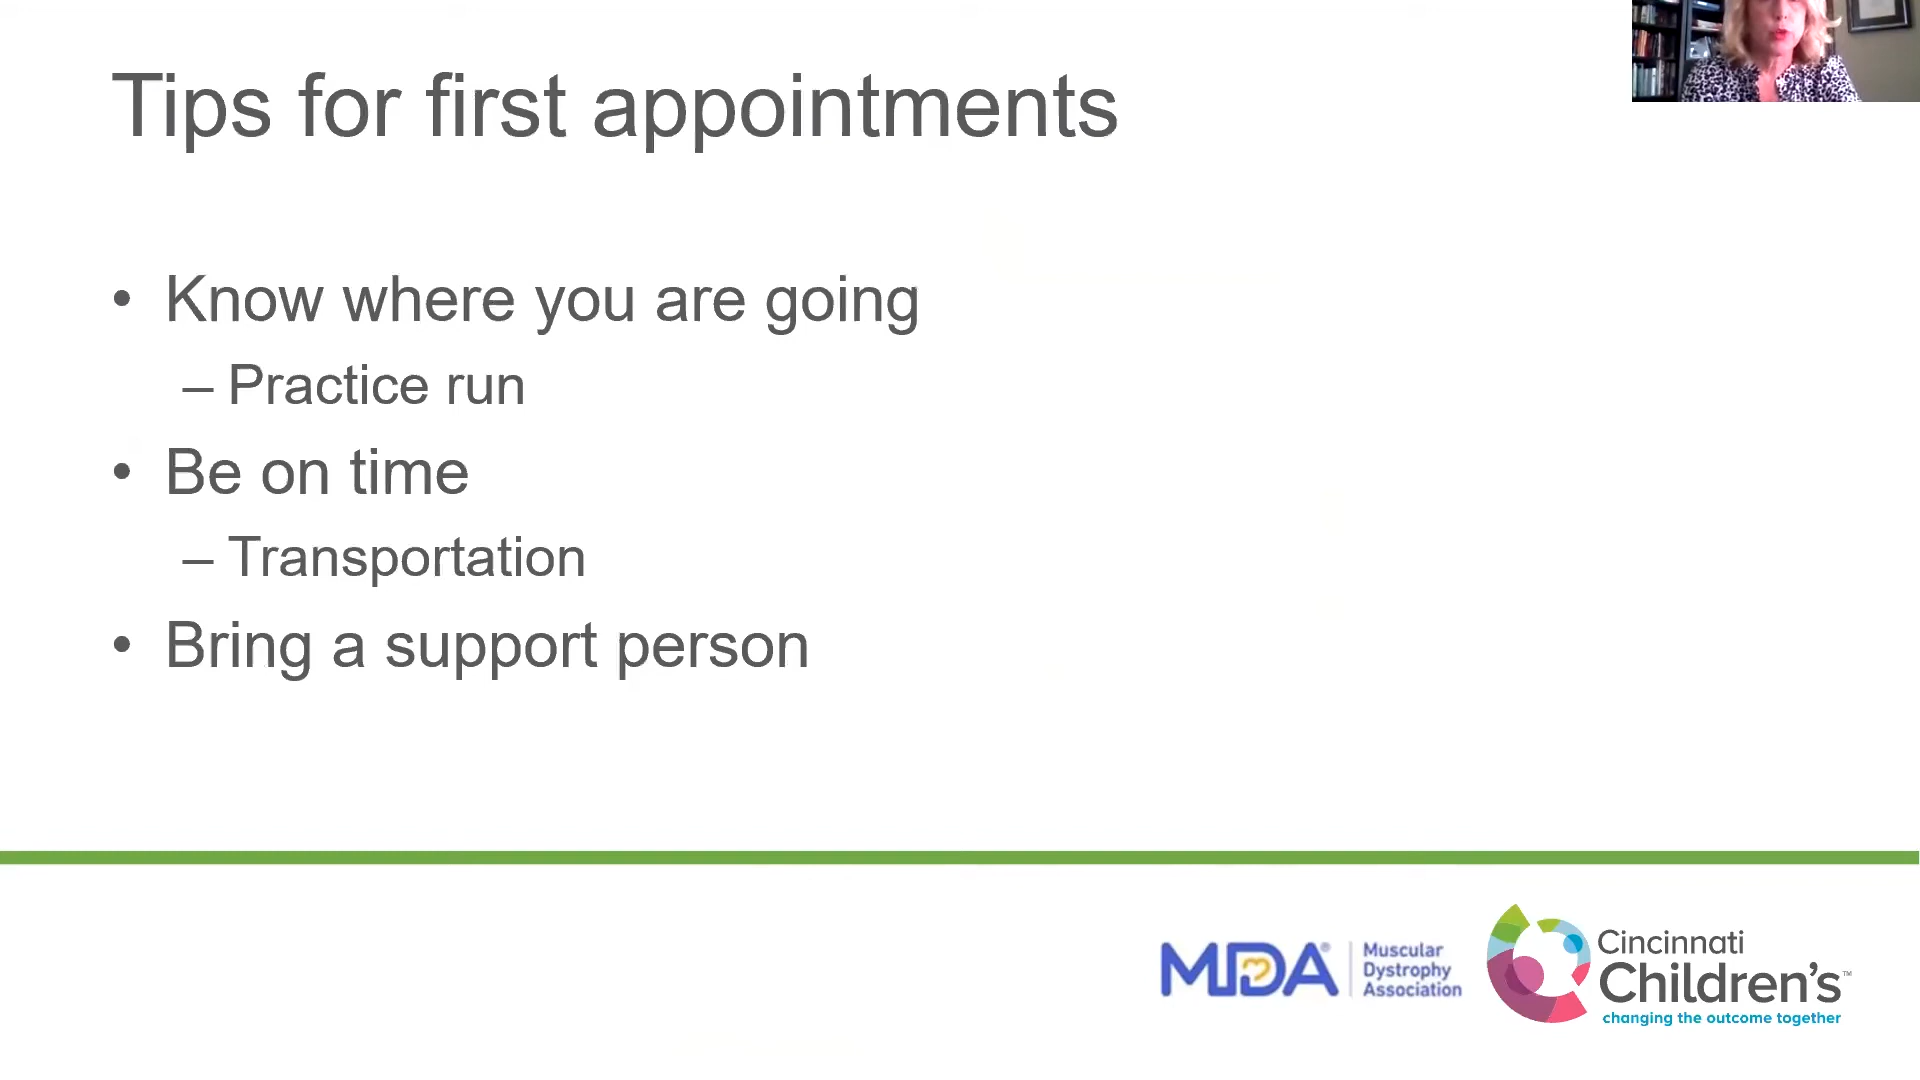 Tips for first appointments
• Know where you are going
– Practice run
• Be on time
– Transportation
• Bring a support person
MDA®
Muscular
Dystrophy
Association
Cincinnati
Children's™
changing the outcome together